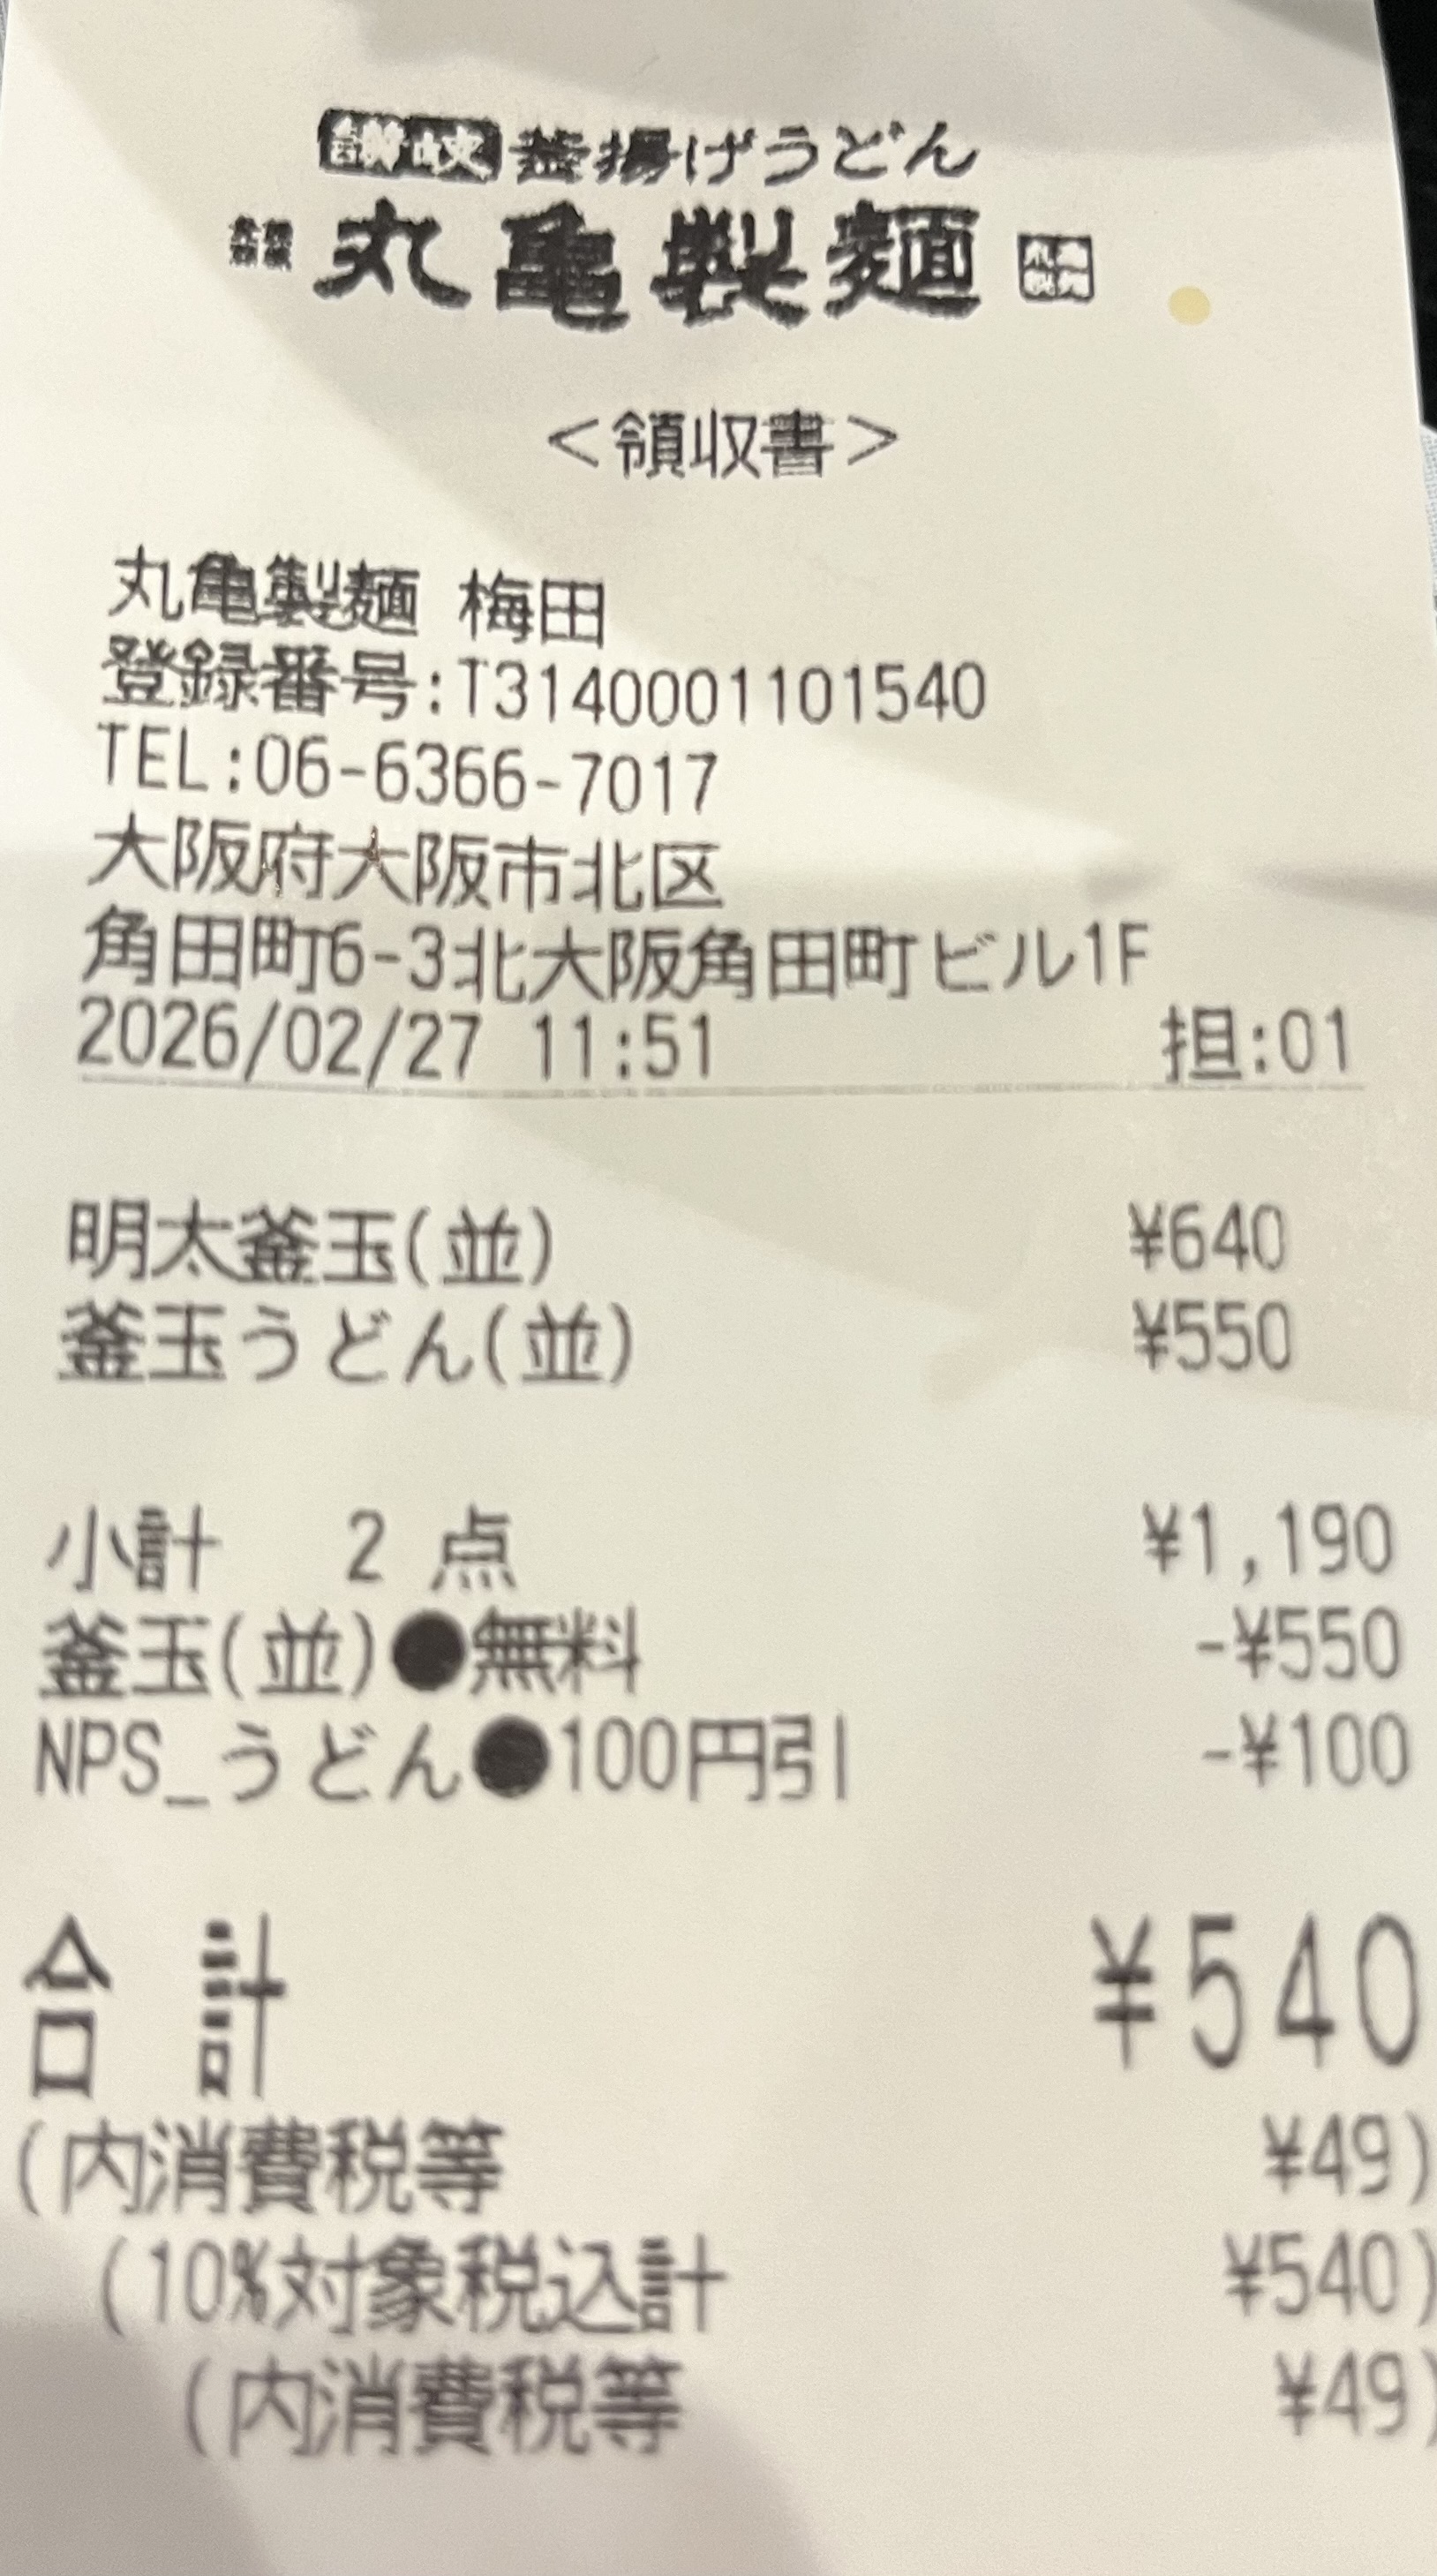 讃岐釜揚げうどん
丸亀製麺
<領収書>
丸亀製麺 梅田
登録番号:T3140001101540
TEL:06-6366-7017
大阪府大阪市北区
角田町6-3北大阪角田町ビル1F
2026/02/27 11:51 担:01
明太釜玉(並) ¥640
釜玉うどん(並) ¥550
小計 2 点 ¥1,190
釜玉(並)●無料 -¥550
NPS_うどん●100円引 -¥100
合 計 ¥540
(内消費税等 ¥49)
(10%対象税込計 ¥540)
(内消費税等 ¥49)